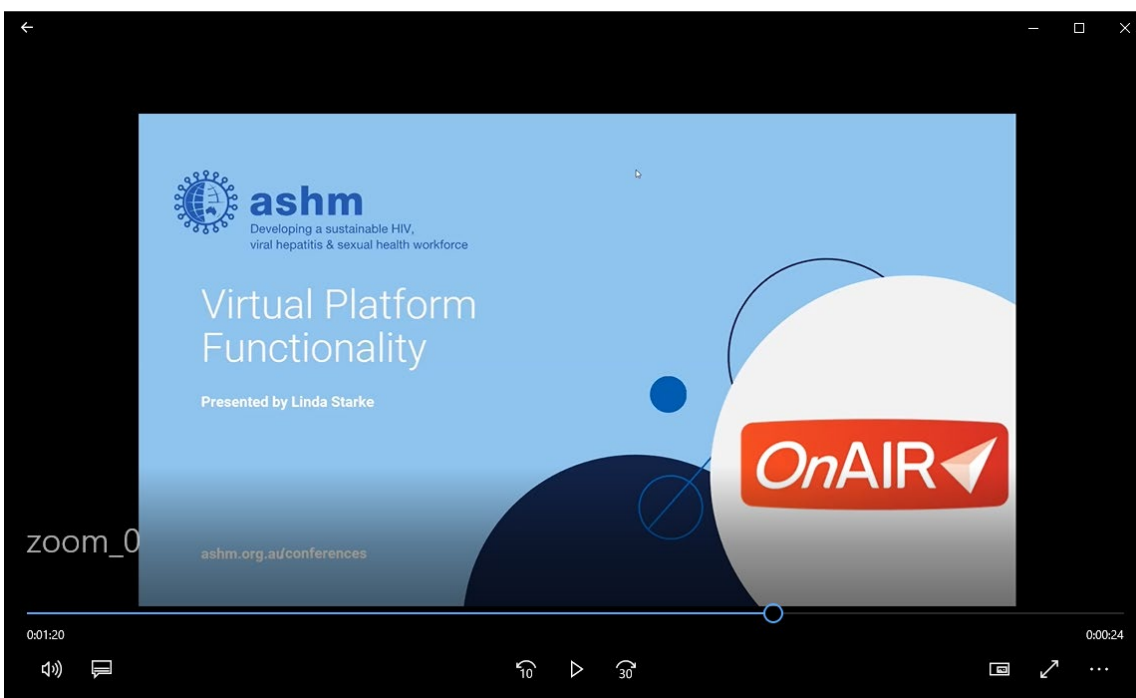 ashm
Developing a sustainable HIV,
viral hepatitis & sexual health workforce
Virtual Platform
Functionality
Presented by Linda Starke
OnAIR
zoom_0
ashm.org.au/conferences
0:01:20
0:00:24
10
30